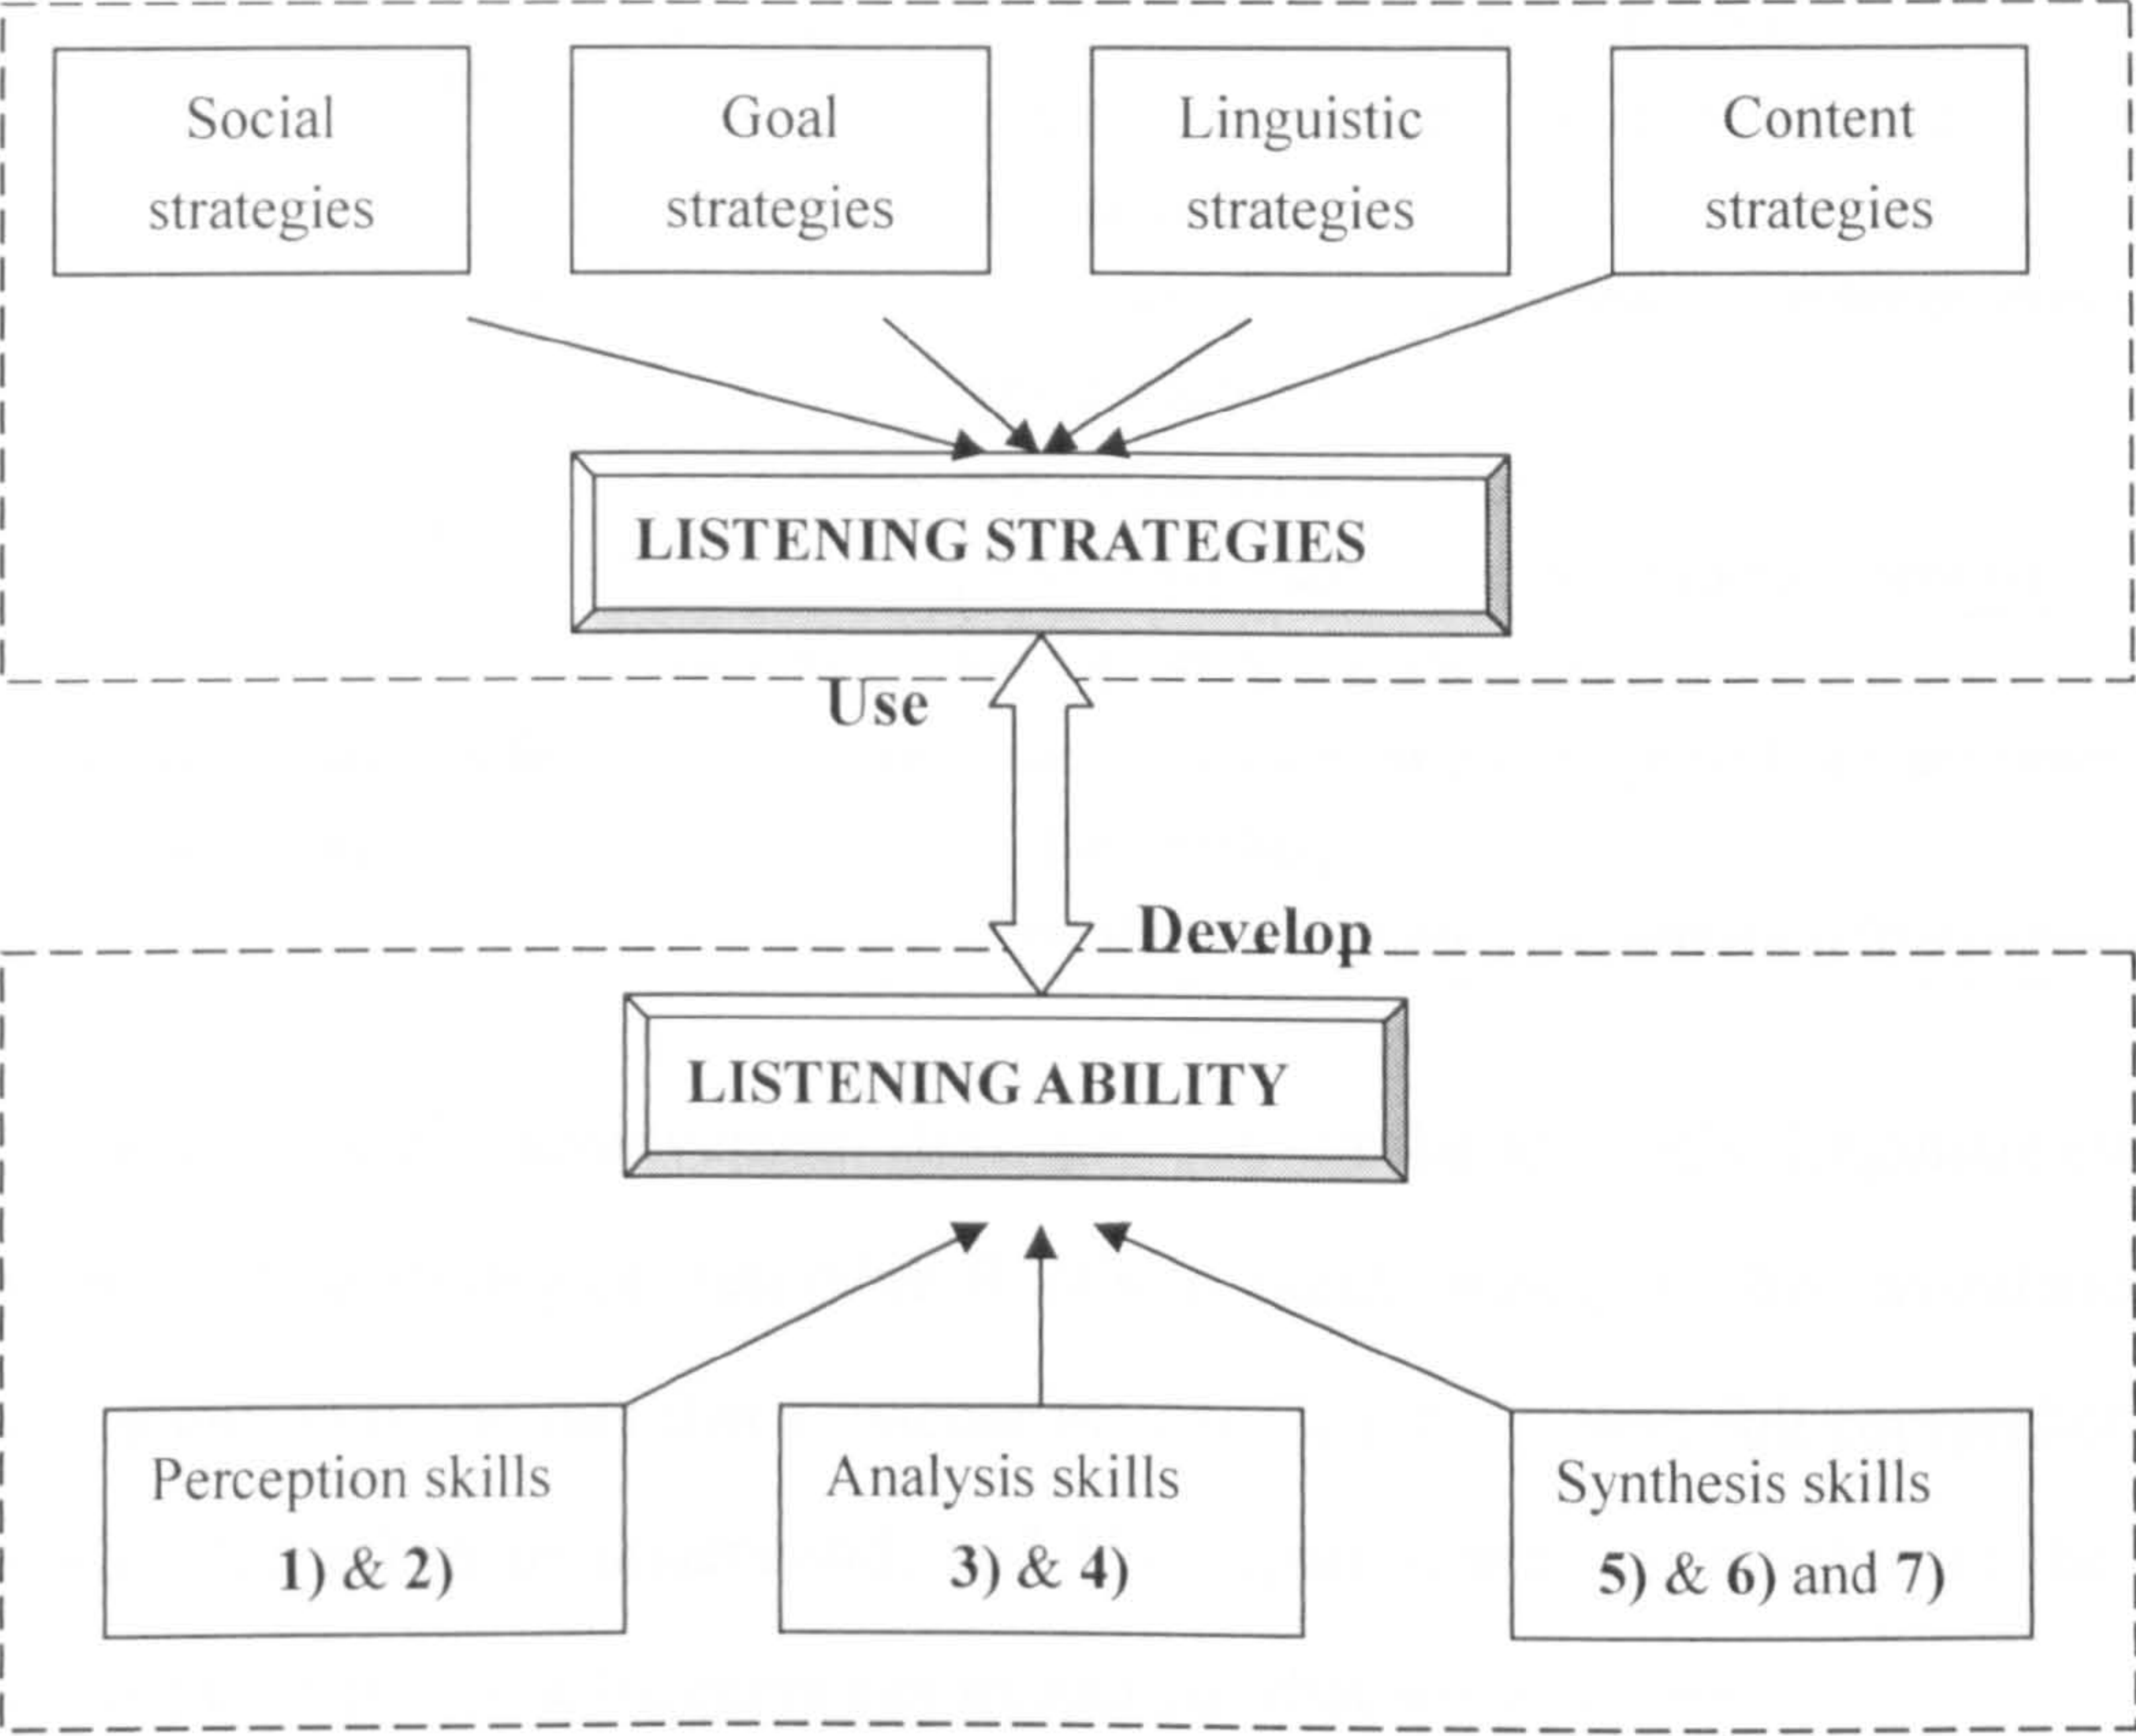 Social
strategies
Goal
strategies
Linguistic
strategies
Content
strategies
LISTENING STRATEGIES
Use
Develop
LISTENING ABILITY
Perception skills
1) & 2)
Analysis skills
3) & 4)
Synthesis skills
5) & 6) and 7)